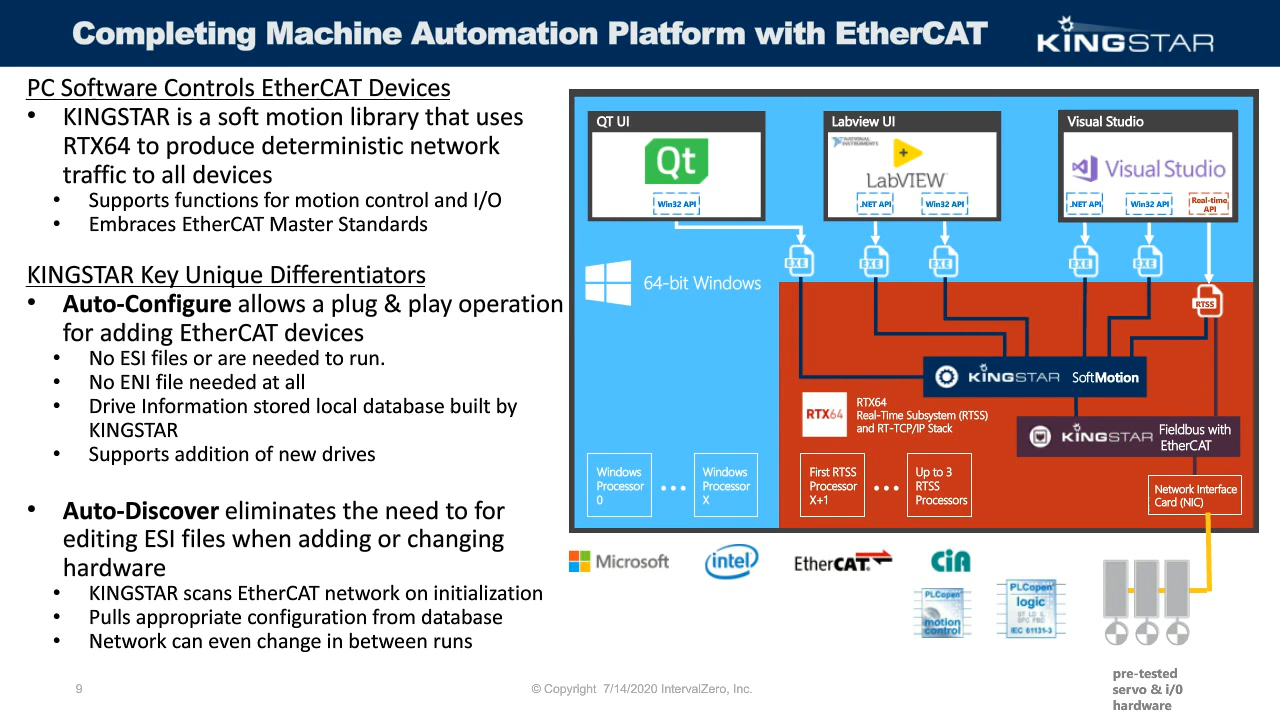 Completing Machine Automation Platform with EtherCAT
KINGSTAR
PC Software Controls EtherCAT Devices
• KINGSTAR is a soft motion library that uses
RTX64 to produce deterministic network
traffic to all devices
• Supports functions for motion control and I/O
• Embraces EtherCAT Master Standards
KINGSTAR Key Unique Differentiators
• Auto-Configure allows a plug & play operation
for adding EtherCAT devices
• No ESI files or are needed to run.
• No ENI file needed at all
• Drive Information stored local database built by
KINGSTAR
• Supports addition of new drives
• Auto-Discover eliminates the need to for
editing ESI files when adding or changing
hardware
• KINGSTAR scans EtherCAT network on initialization
• Pulls appropriate configuration from database
• Network can even change in between runs
QT UI
Qt
Win32 API
Labview UI
NATIONAL
INSTRUMENTS
LabVIEW
.NET API
Win32 API
Visual Studio
Visual Studio
.NET API
Win32 API
Real-time
API
EXE
EXE
EXE
EXE
EXE
64-bit Windows
RTSS
KINGSTAR SoftMotion
RTX64
RTX64
Real-Time Subsystem (RTSS)
and RT-TCP/IP Stack
KINGSTAR
Fieldbus with
EtherCAT
Windows
Processor
0
• • •
Windows
Processor
X
First RTSS
Processor
X+1
• • •
Up to 3
RTSS
Processors
Network Interface
Card (NIC)
Microsoft
intel
EtherCAT
CiA
PLCopen
motion
control
PLCopen
logic
ST LD IL
SFC FBD
IEC 61131-3
pre-tested
servo & i/0
hardware
9
© Copyright 7/14/2020 IntervalZero, Inc.